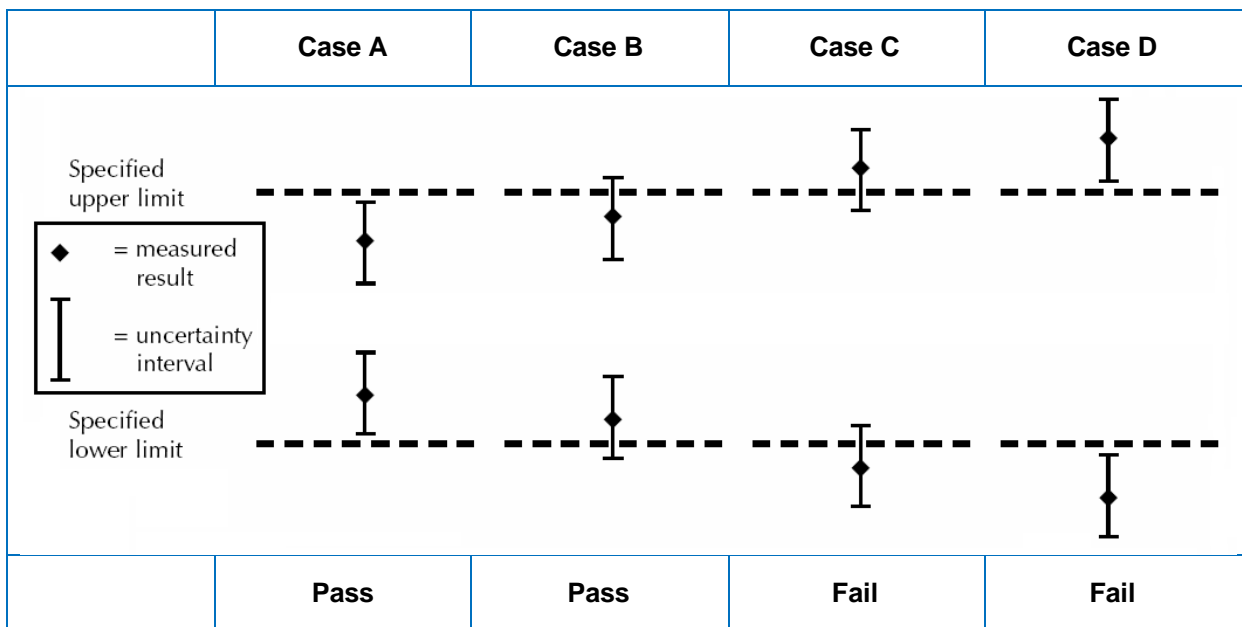 Case A Case B Case C Case D
Specified
upper limit
= measured
result
= uncertainty
interval
Specified
lower limit
Pass Pass Fail Fail